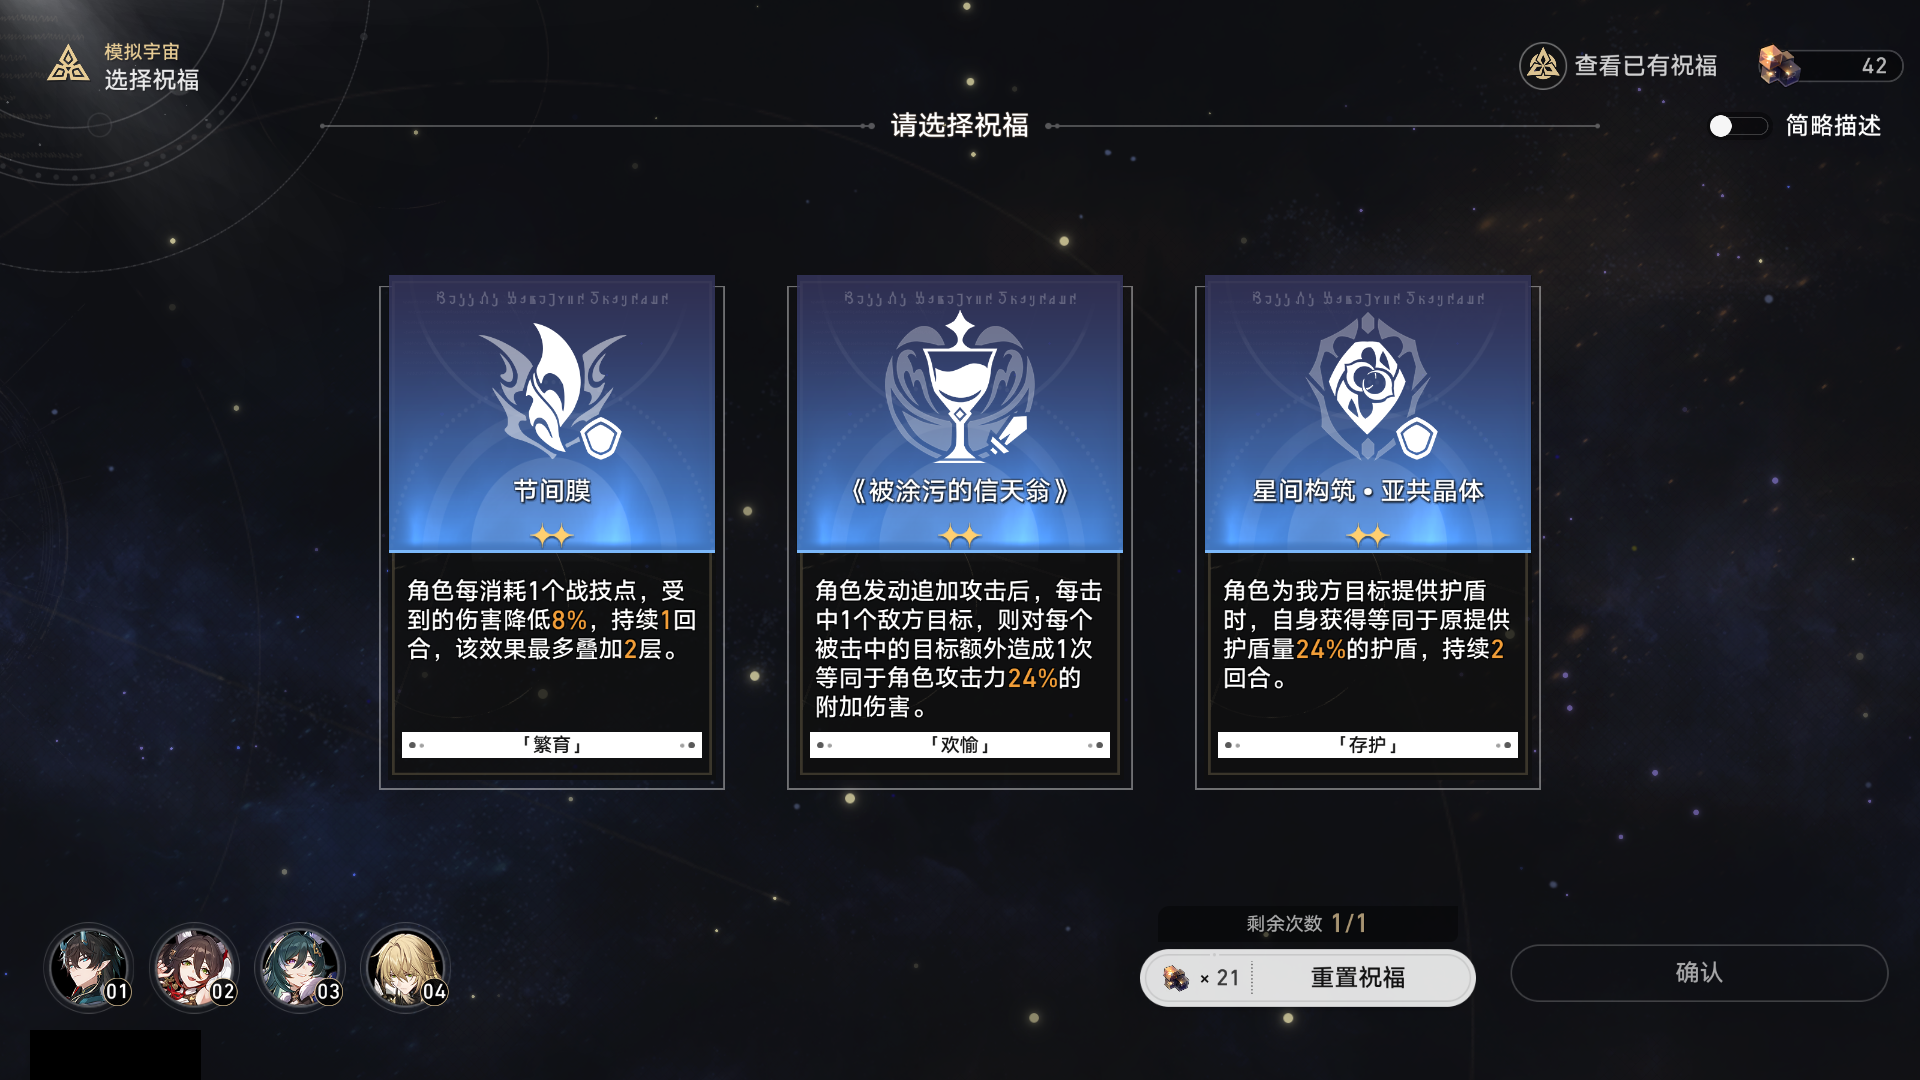 模拟宇宙
选择祝福
查看已有祝福
42
请选择祝福
简略描述
节间膜
角色每消耗1个战技点，受
到的伤害降低8%，持续1回
合，该效果最多叠加2层。
「繁育」
《被涂污的信天翁》
角色发动追加攻击后，每击
中1个敌方目标，则对每个
被击中的目标额外造成1次
等同于角色攻击力24%的
附加伤害。
「欢愉」
星间构筑•亚共晶体
角色为我方目标提供护盾
时，自身获得等同于原提供
护盾量24%的护盾，持续2
回合。
「存护」
01
02
03
04
剩余次数 1/1
× 21
重置祝福
确认